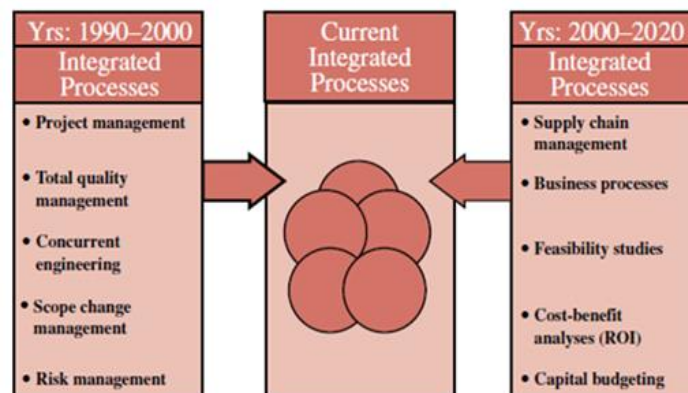 Yrs: 1990–2000
Integrated
Processes
• Project management
• Total quality
management
• Concurrent
engineering
• Scope change
management
• Risk management
Current
Integrated
Processes
Yrs: 2000–2020
Integrated
Processes
• Supply chain
management
• Business processes
• Feasibility studies
• Cost-benefit
analyses (ROI)
• Capital budgeting